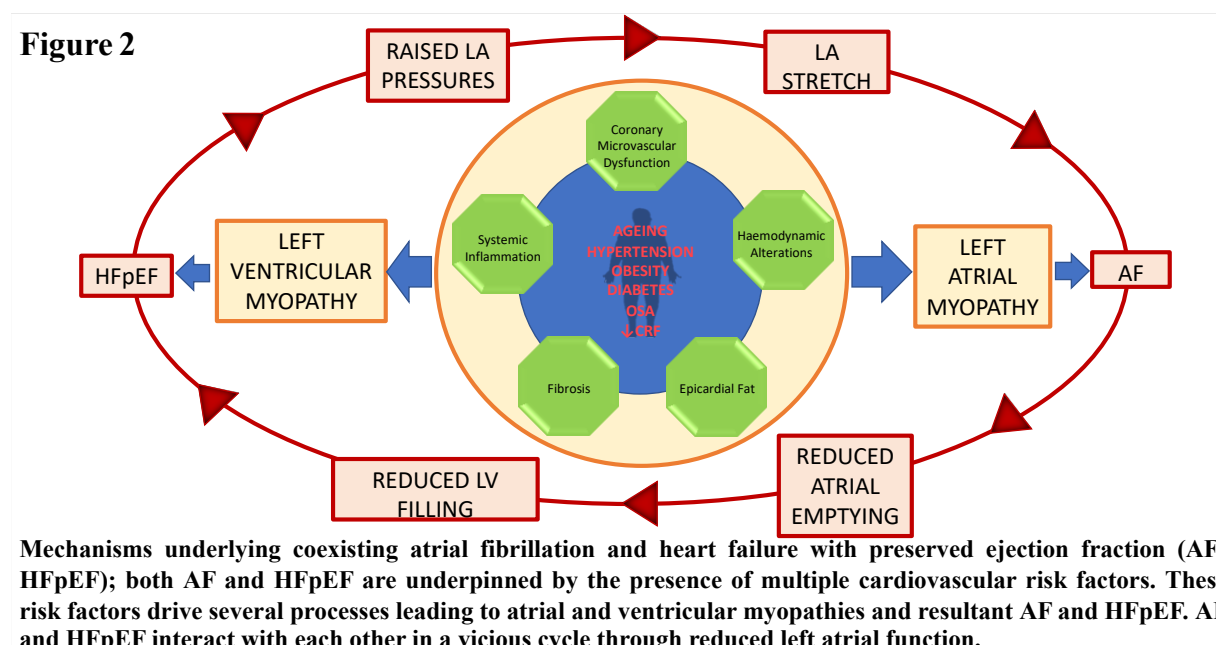 Figure 2
RAISED LA
PRESSURES
LA
STRETCH
Coronary
Microvascular
Dysfunction
Systemic
Inflammation
Haemodynamic
Alterations
AGEING
HYPERTENSION
OBESITY
DIABETES
OSA
↓CRF
HFpEF
LEFT
VENTRICULAR
MYOPATHY
LEFT
ATRIAL
MYOPATHY
AF
Fibrosis
Epicardial Fat
REDUCED LV
FILLING
REDUCED
ATRIAL
EMPTYING
Mechanisms underlying coexisting atrial fibrillation and heart failure with preserved ejection fraction (AF
HFpEF); both AF and HFpEF are underpinned by the presence of multiple cardiovascular risk factors. Thes
risk factors drive several processes leading to atrial and ventricular myopathies and resultant AF and HFpEF. A
and HFpEF interact with each other in a vicious cycle through reduced left atrial function.